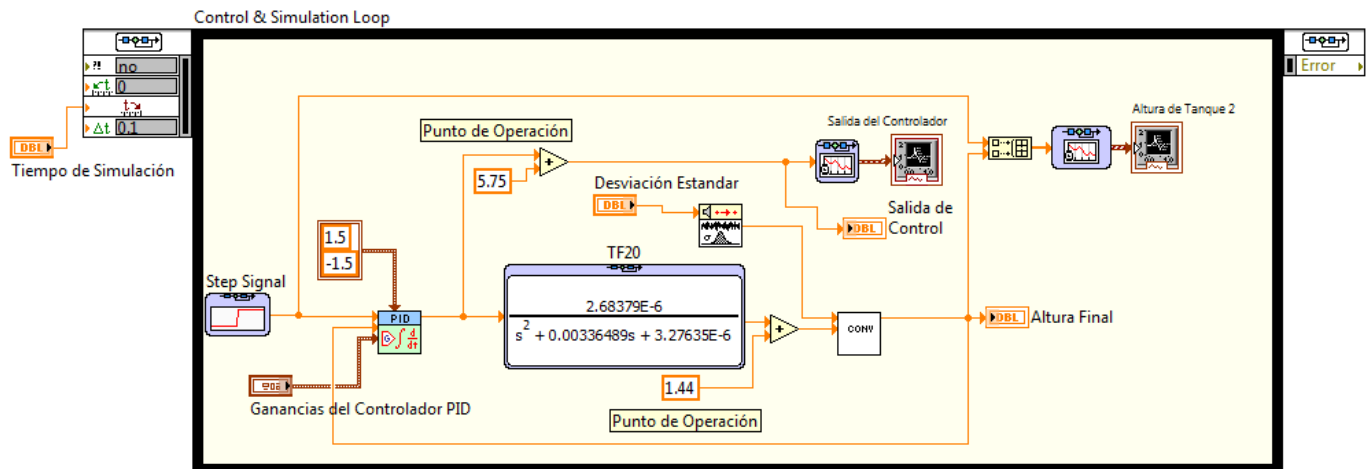 Control & Simulation Loop
?! no
0
Δt 0.1
Error
DBL
Tiempo de Simulación
Punto de Operación
5.75
Salida del Controlador
Altura de Tanque 2
Desviación Estandar
DBL
Salida de
Control
DBL
1.5
-1.5
Step Signal
PID
TF20
2.68379E-6
s2 + 0.00336489s + 3.27635E-6
CONV
DBL
Altura Final
Ganancias del Controlador PID
1.44
Punto de Operación